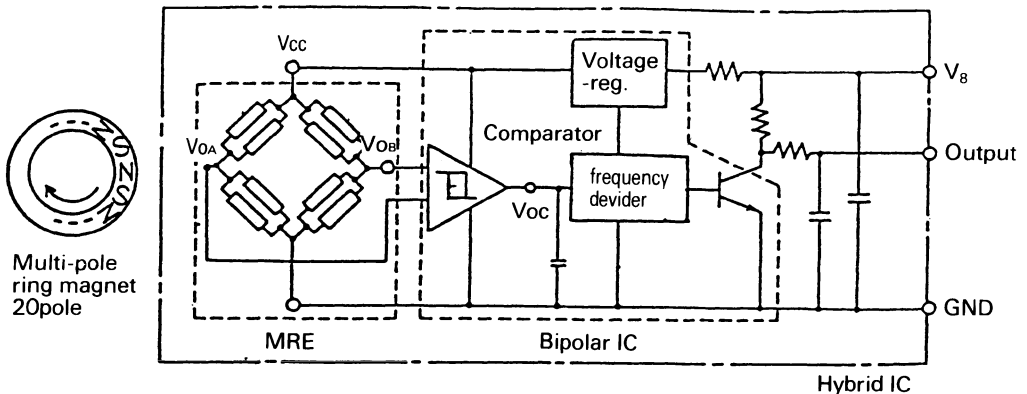 Vcc
Voltage
-reg.
V8
VOA
VOB
Comparator
Output
N S N S N
frequency
devider
Voc
Multi-pole
ring magnet
20pole
GND
MRE
Bipolar IC
Hybrid IC